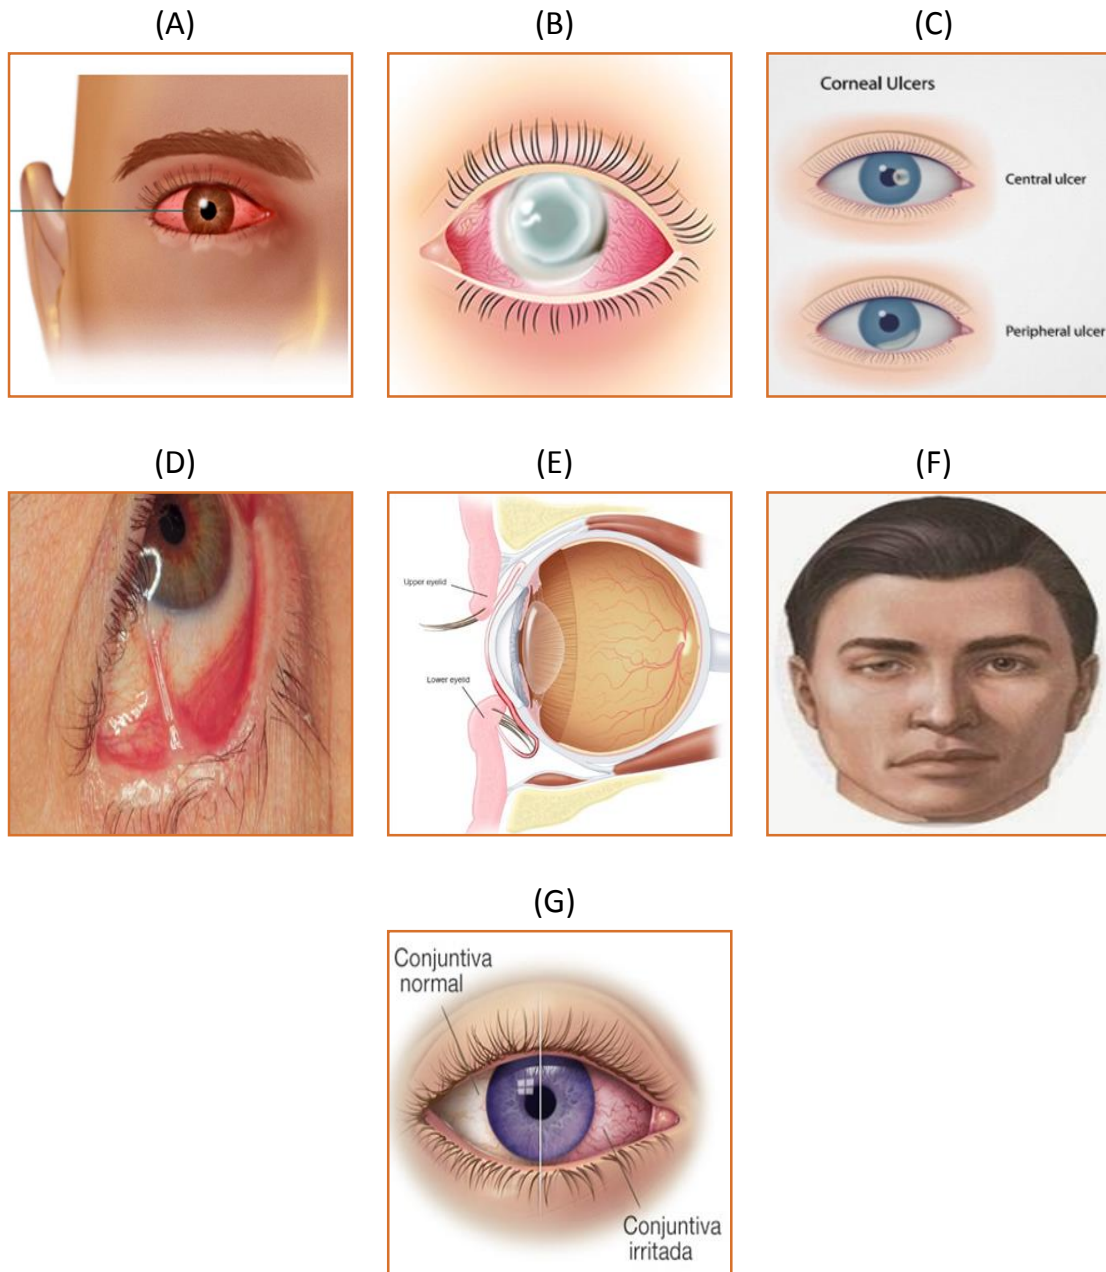 (A)
(B)
(C)
Corneal Ulcers
Central ulcer
Peripheral ulcer
(D)
(E)
(F)
Upper eyelid
Lower eyelid
(G)
Conjuntiva
normal
Conjuntiva
irritada